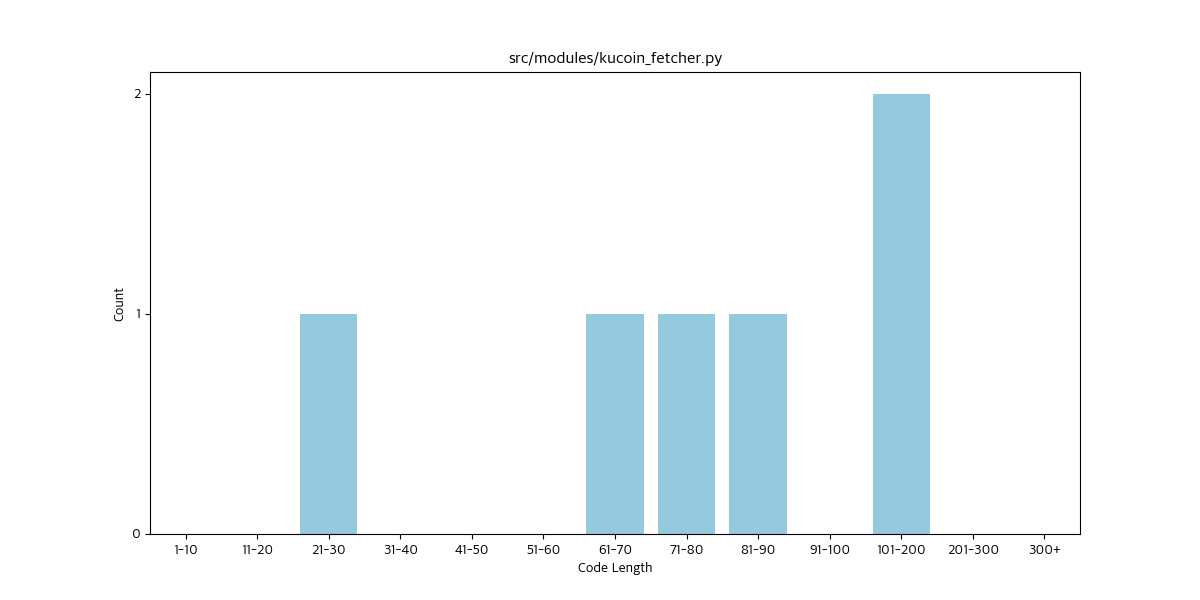 src/modules/kucoin_fetcher.py
2
1
0
Count
1-10 11-20 21-30 31-40 41-50 51-60 61-70 71-80 81-90 91-100 101-200 201-300 300+
Code Length